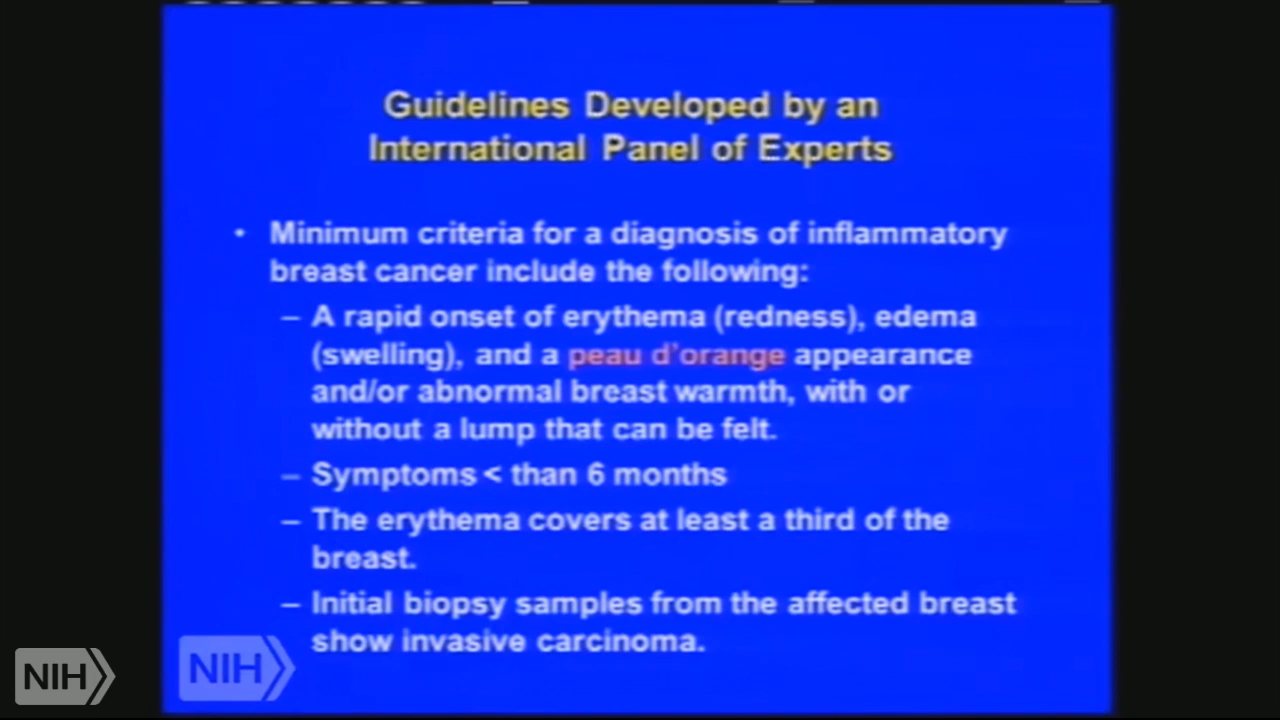 Guidelines Developed by an
International Panel of Experts
• Minimum criteria for a diagnosis of inflammatory
breast cancer include the following:
– A rapid onset of erythema (redness), edema
(swelling), and a peau d'orange appearance
and/or abnormal breast warmth, with or
without a lump that can be felt.
– Symptoms < than 6 months
– The erythema covers at least a third of the
breast.
– Initial biopsy samples from the affected breast
show invasive carcinoma.
NIH
NIH